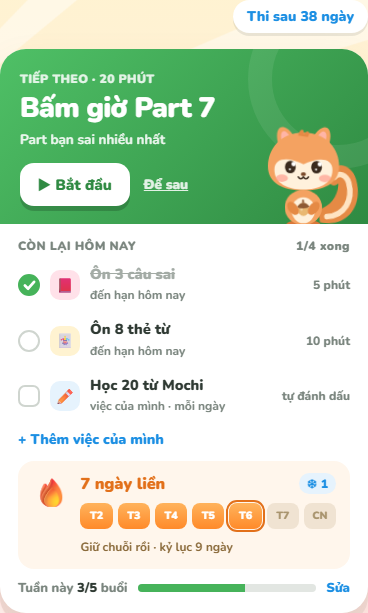 Thi sau 38 ngày
TIẾP THEO · 20 PHÚT
Bấm giờ Part 7
Part bạn sai nhiều nhất
▶ Bắt đầu
Để sau
CÒN LẠI HÔM NAY
1/4 xong
Ôn 3 câu sai
5 phút
đến hạn hôm nay
Ôn 8 thẻ từ
10 phút
đến hạn hôm nay
Học 20 từ Mochi
tự đánh dấu
việc của mình · mỗi ngày
+ Thêm việc của mình
7 ngày liền
❄ 1
T2 T3 T4 T5 T6 T7 CN
Giữ chuỗi rồi · kỷ lục 9 ngày
Tuần này 3/5 buổi
Sửa